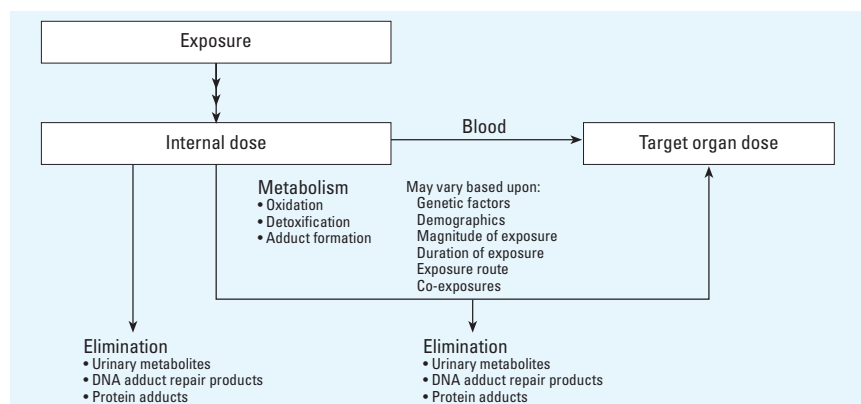 Exposure
Internal dose
Blood
Target organ dose
Metabolism
• Oxidation
• Detoxification
• Adduct formation
May vary based upon:
Genetic factors
Demographics
Magnitude of exposure
Duration of exposure
Exposure route
Co-exposures
Elimination
• Urinary metabolites
• DNA adduct repair products
• Protein adducts
Elimination
• Urinary metabolites
• DNA adduct repair products
• Protein adducts